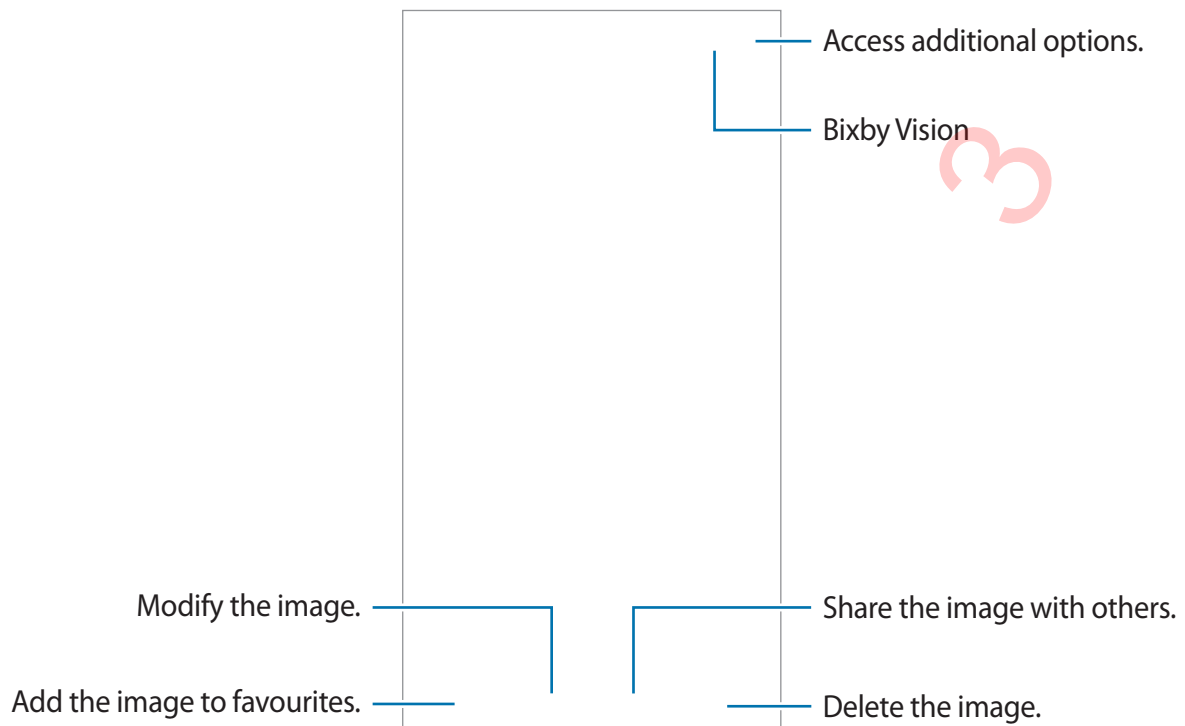 Access additional options.
Bixby Vision
3
Modify the image.
Share the image with others.
Add the image to favourites.
Delete the image.